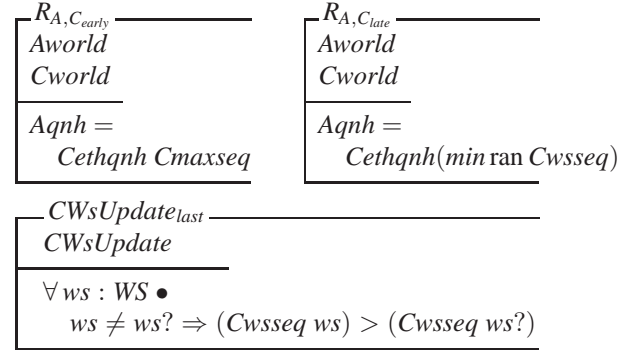 R_{A,C_{early}}
Aworld
Cworld
Aqnh =
Cethqnh Cmaxseq
R_{A,C_{late}}
Aworld
Cworld
Aqnh =
Cethqnh(min ran Cwsseq)
CWsUpdate_{last}
CWsUpdate
∀ ws : WS •
ws ≠ ws? ⇒ (Cwsseq ws) > (Cwsseq ws?)